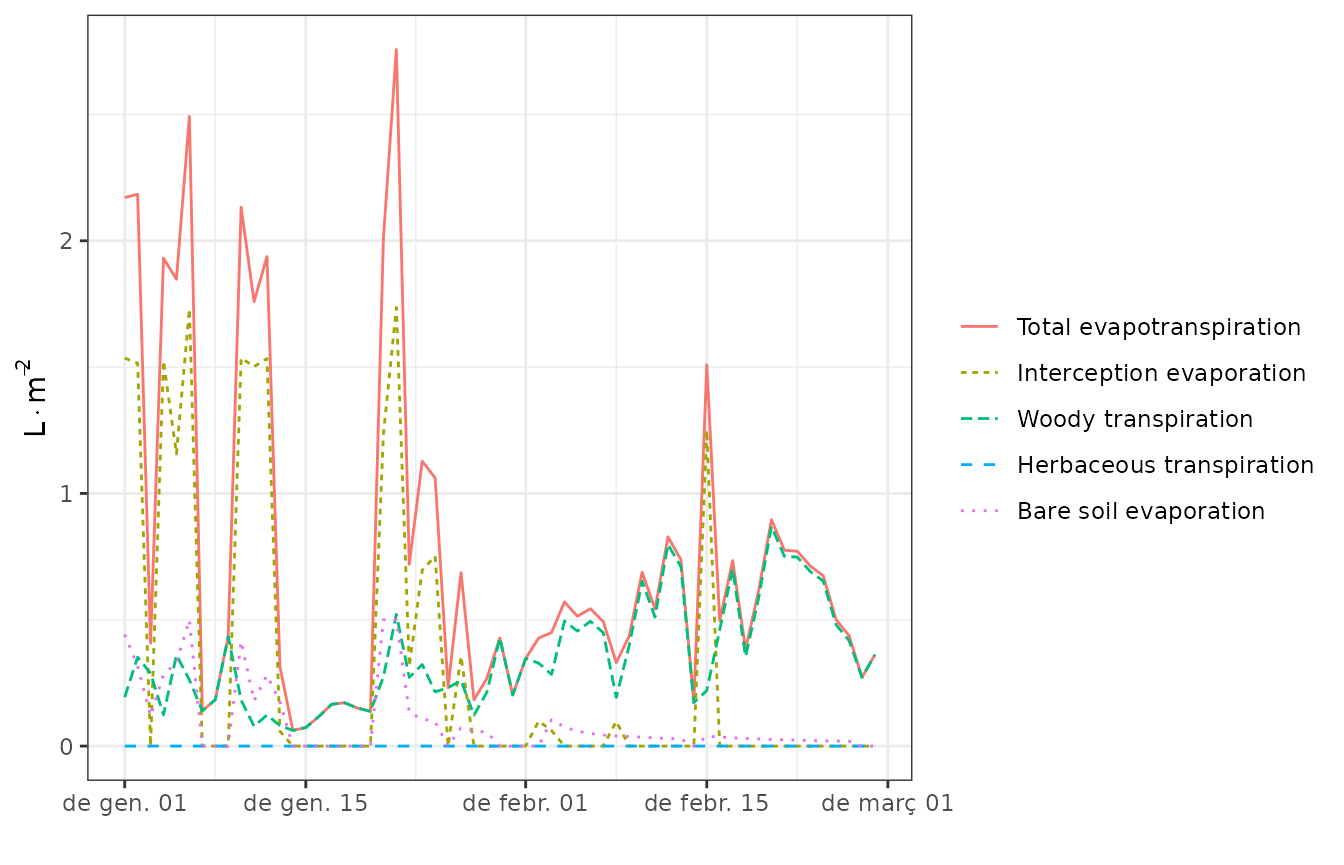 L·m⁻²
2
1
0
de gen. 01
de gen. 15
de febr. 01
de febr. 15
de març 01
Total evapotranspiration
Interception evaporation
Woody transpiration
Herbaceous transpiration
Bare soil evaporation